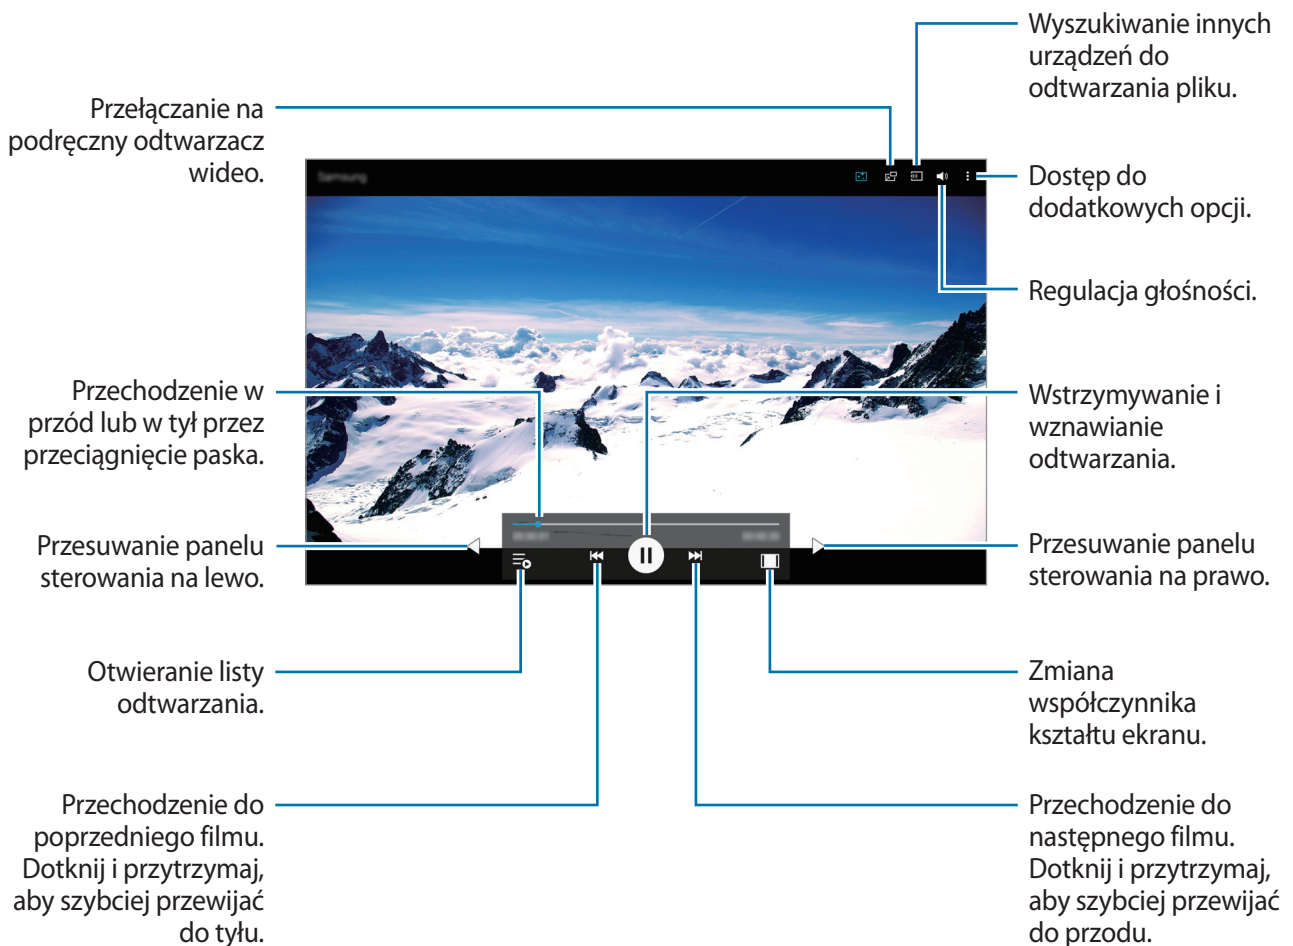 Wyszukiwanie innych
urządzeń do
odtwarzania pliku.
Przełączanie na
podręczny odtwarzacz
wideo.
Samsung
Dostęp do
dodatkowych opcji.
Regulacja głośności.
Przechodzenie w
przód lub w tył przez
przeciągnięcie paska.
Wstrzymywanie i
wznawianie
odtwarzania.
Przesuwanie panelu
sterowania na lewo.
Przesuwanie panelu
sterowania na prawo.
Otwieranie listy
odtwarzania.
Zmiana
współczynnika
kształtu ekranu.
Przechodzenie do
poprzedniego filmu.
Dotknij i przytrzymaj,
aby szybciej przewijać
do tyłu.
Przechodzenie do
następnego filmu.
Dotknij i przytrzymaj,
aby szybciej przewijać
do przodu.